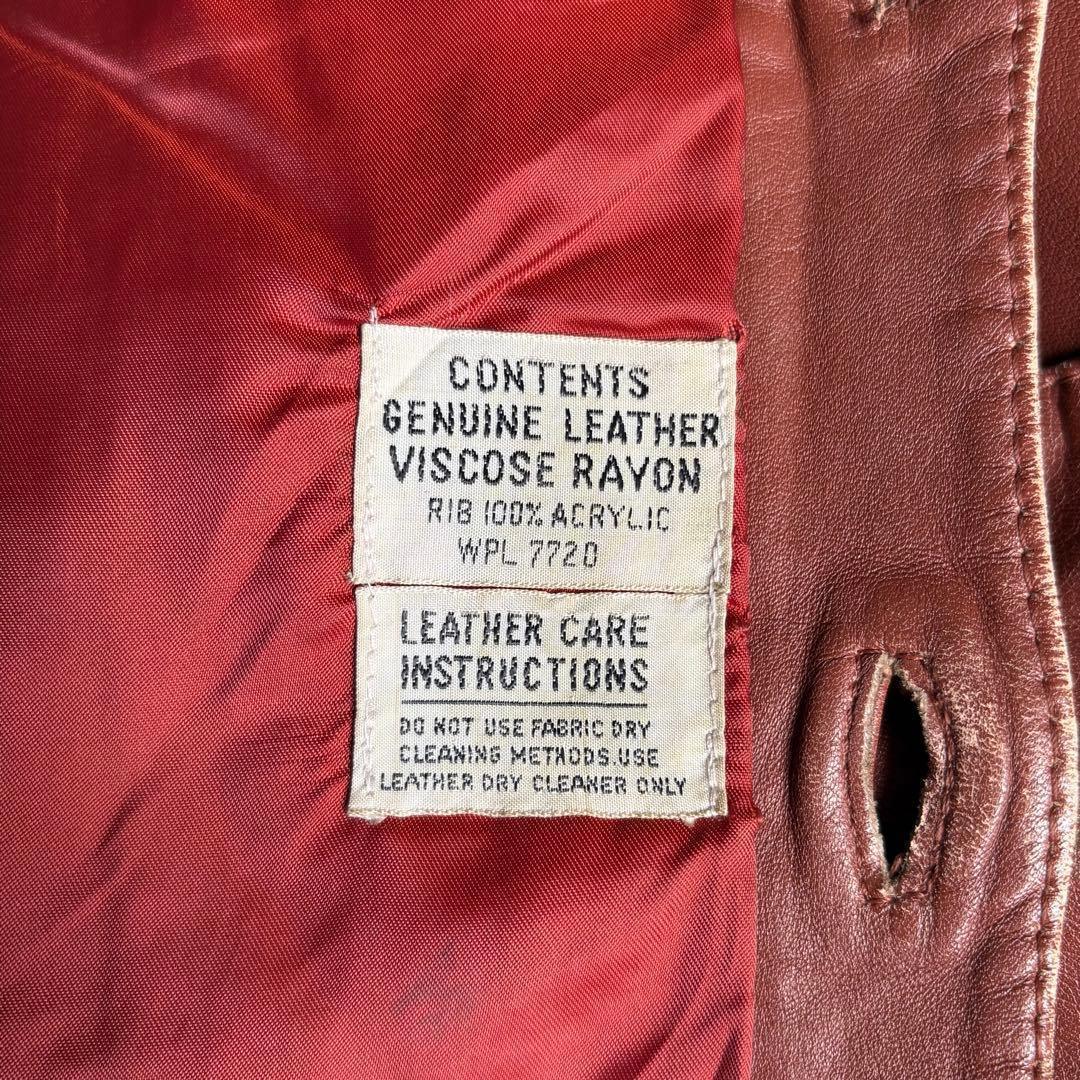 CONTENTS
GENUINE LEATHER
VISCOSE RAYON
RIB 100% ACRYLIC
WPL 7720
LEATHER CARE
INSTRUCTIONS
DO NOT USE FABRIC DRY
CLEANING METHODS. USE
LEATHER DRY CLEANER ONLY